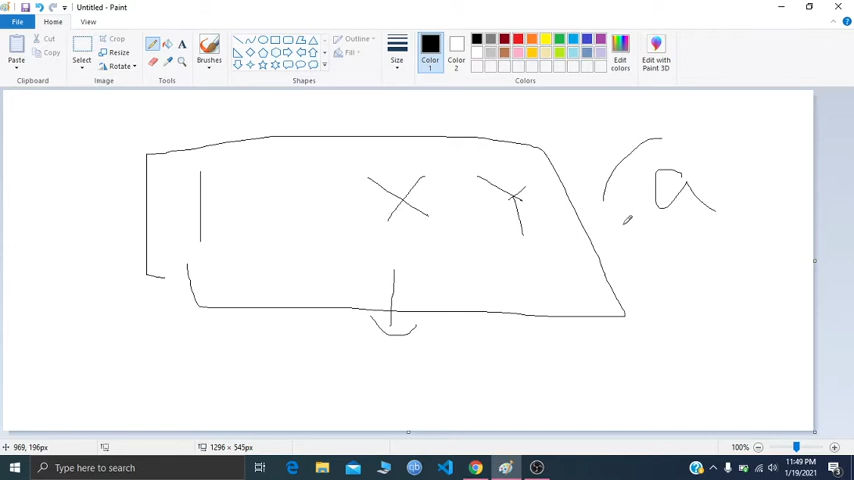 Untitled - Paint
File Home View
Paste
Cut
Copy
Clipboard
Select
Crop
Resize
Rotate
Image
A
Tools
Brushes
Outline
Fill
Shapes
Size
Color 1
Color 2
Edit colors
Colors
Edit with Paint 3D
X Y a
969, 196px
1296 × 545px
100%
Type here to search
11:49 PM
1/19/2021
3